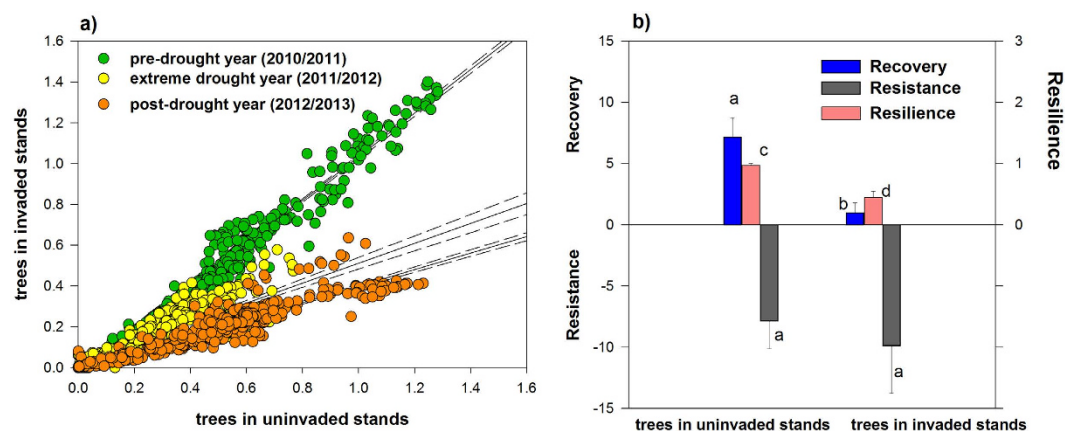 a)
pre-drought year (2010/2011)
extreme drought year (2011/2012)
post-drought year (2012/2013)
trees in invaded stands
1.6
1.4
1.2
1.0
0.8
0.6
0.4
0.2
0.0
0.0 0.2 0.4 0.6 0.8 1.0 1.2 1.4 1.6
trees in uninvaded stands
b)
Recovery
Resistance
Resilience
Recovery
Resistance
15
10
5
0
-5
-10
-15
a
c
a
b
d
a
3
2
1
0
Resilience
trees in uninvaded stands trees in invaded stands